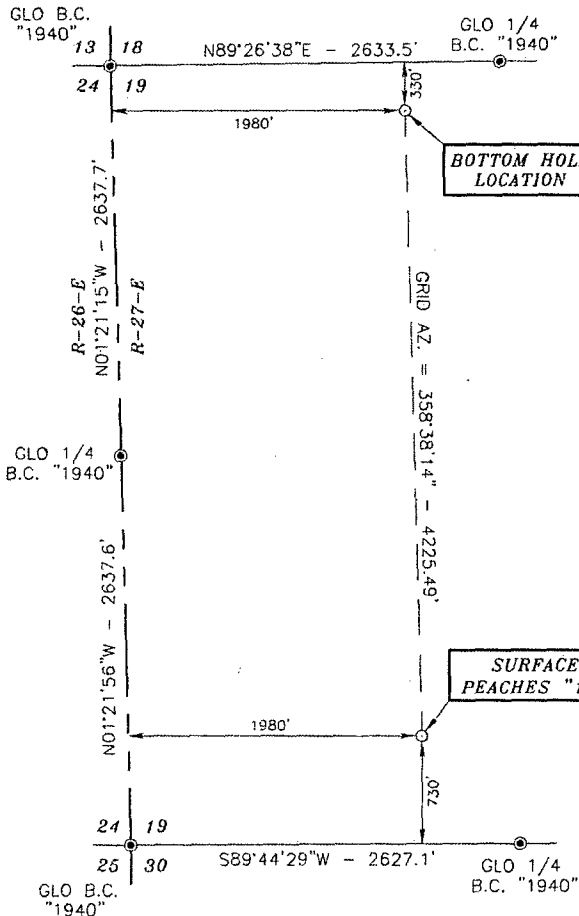 GLO B.C.
"1940"
13 18
24 19
N89°26'38"E - 2633.5'
GLO 1/4
B.C. "1940"
330'
1980'
BOTTOM HOL
LOCATION
N01°21'15"W - 2637.7'
R-26-E
R-27-E
GRID AZ. = 358°38'14" - 4225.49'
GLO 1/4
B.C. "1940"
N01°21'56"W - 2637.6'
SURFACE
PEACHES "1
1980'
730'
24 19
25 30
S89°44'29"W - 2627.1'
GLO B.C.
"1940"
GLO 1/4
B.C. "1940"